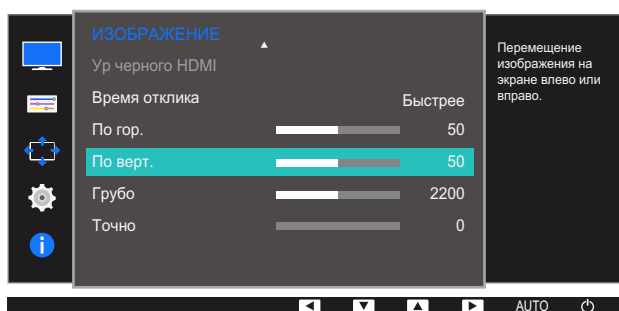 ИЗОБРАЖЕНИЕ
Ур черного HDMI
Время отклика Быстрее
По гор. 50
По верт. 50
Грубо 2200
Точно 0
Перемещение
изображения на
экране влево или
вправо.
AUTO